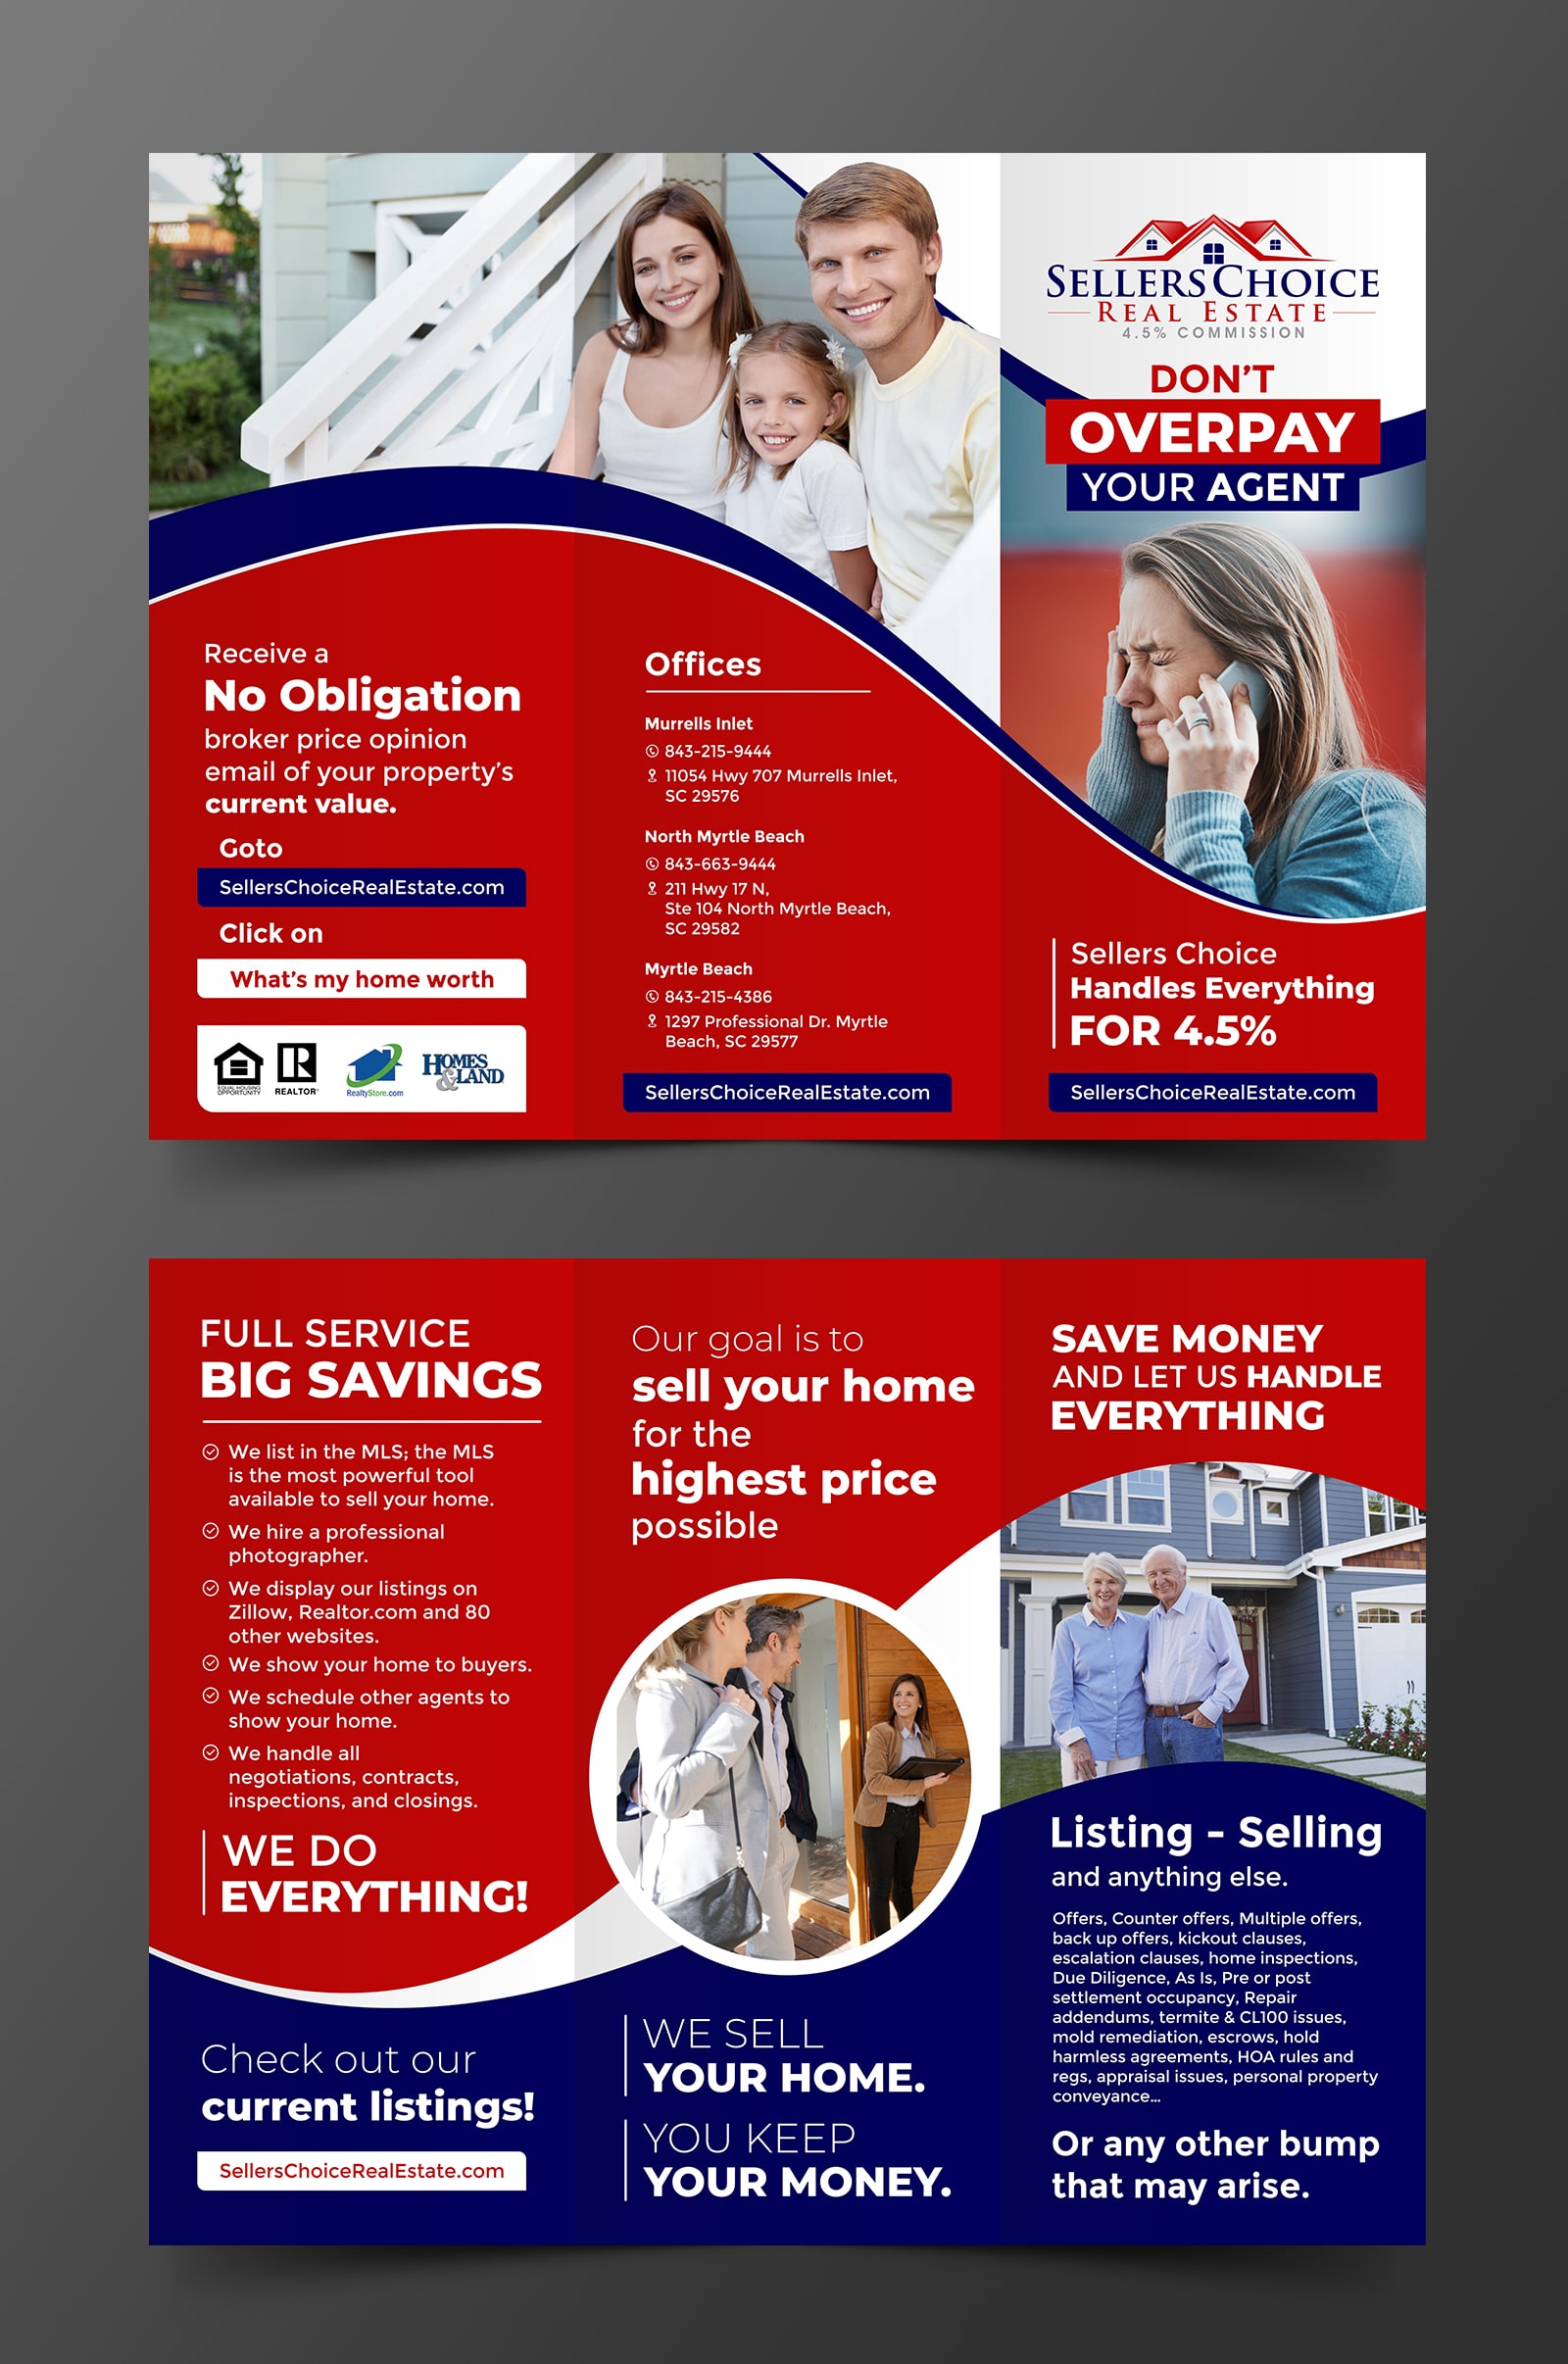 Receive a
No Obligation
broker price opinion
email of your property's
current value.
Goto
SellersChoiceRealEstate.com
Click on
What's my home worth
EQUAL HOUSING
OPPORTUNITY
REALTOR®
RealtyStore.com
HOMES
&LAND
Offices
Murrells Inlet
843-215-9444
11054 Hwy 707 Murrells Inlet,
SC 29576
North Myrtle Beach
843-663-9444
211 Hwy 17 N,
Ste 104 North Myrtle Beach,
SC 29582
Myrtle Beach
843-215-4386
1297 Professional Dr. Myrtle
Beach, SC 29577
SellersChoiceRealEstate.com
SELLERS CHOICE
REAL ESTATE
4.5% COMMISSION
DON'T
OVERPAY
YOUR AGENT
Sellers Choice
Handles Everything
FOR 4.5%
SellersChoiceRealEstate.com
FULL SERVICE
BIG SAVINGS
We list in the MLS; the MLS
is the most powerful tool
available to sell your home.
We hire a professional
photographer.
We display our listings on
Zillow, Realtor.com and 80
other websites.
We show your home to buyers.
We schedule other agents to
show your home.
We handle all
negotiations, contracts,
inspections, and closings.
WE DO
EVERYTHING!
Check out our
current listings!
SellersChoiceRealEstate.com
Our goal is to
sell your home
for the
highest price
possible
WE SELL
YOUR HOME.
YOU KEEP
YOUR MONEY.
SAVE MONEY
AND LET US HANDLE
EVERYTHING
Listing - Selling
and anything else.
Offers, Counter offers, Multiple offers,
back up offers, kickout clauses,
escalation clauses, home inspections,
Due Diligence, As Is, Pre or post
settlement occupancy, Repair
addendums, termite & CL100 issues,
mold remediation, escrows, hold
harmless agreements, HOA rules and
regs, appraisal issues, personal property
conveyance...
Or any other bump
that may arise.